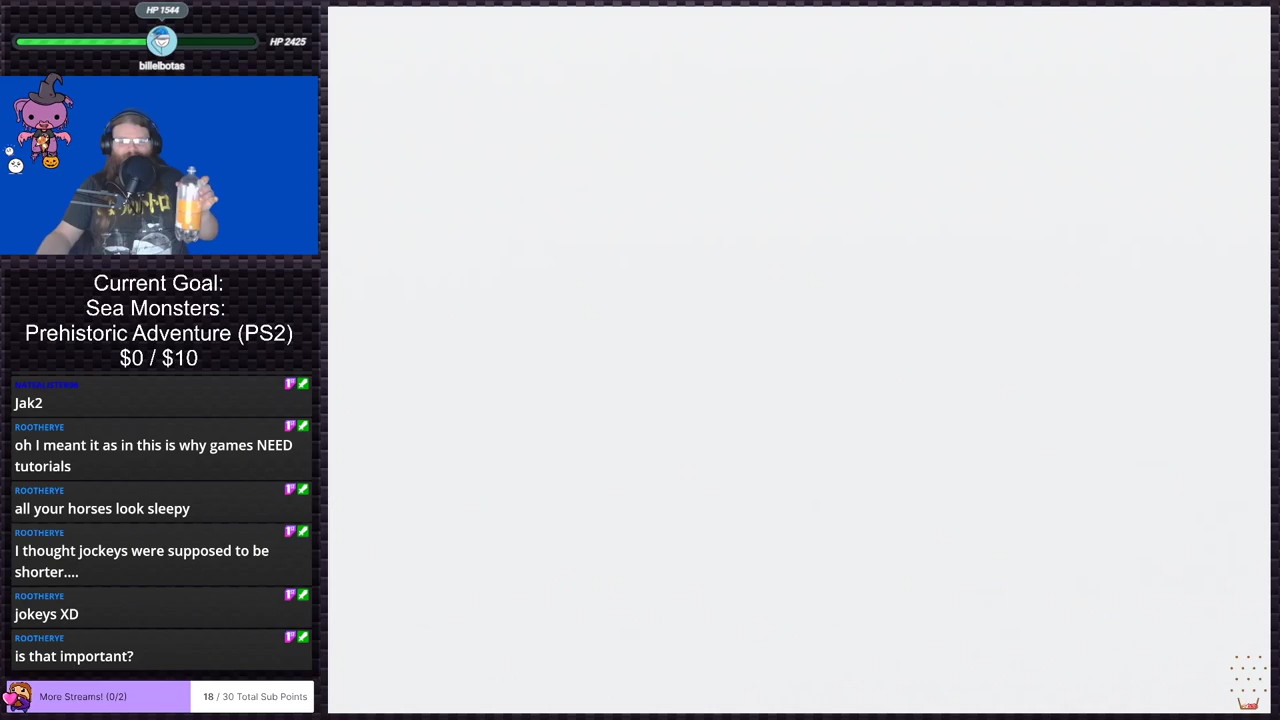 HP 1544
HP 2425
billelbotas
Current Goal:
Sea Monsters:
Prehistoric Adventure (PS2)
$0 / $10
Jak2
ROOTHERYE
oh I meant it as in this is why games NEED
tutorials
ROOTHERYE
all your horses look sleepy
ROOTHERYE
I thought jockeys were supposed to be
shorter....
ROOTHERYE
jokeys XD
ROOTHERYE
is that important?
More Streams! (0/2)
18 / 30 Total Sub Points